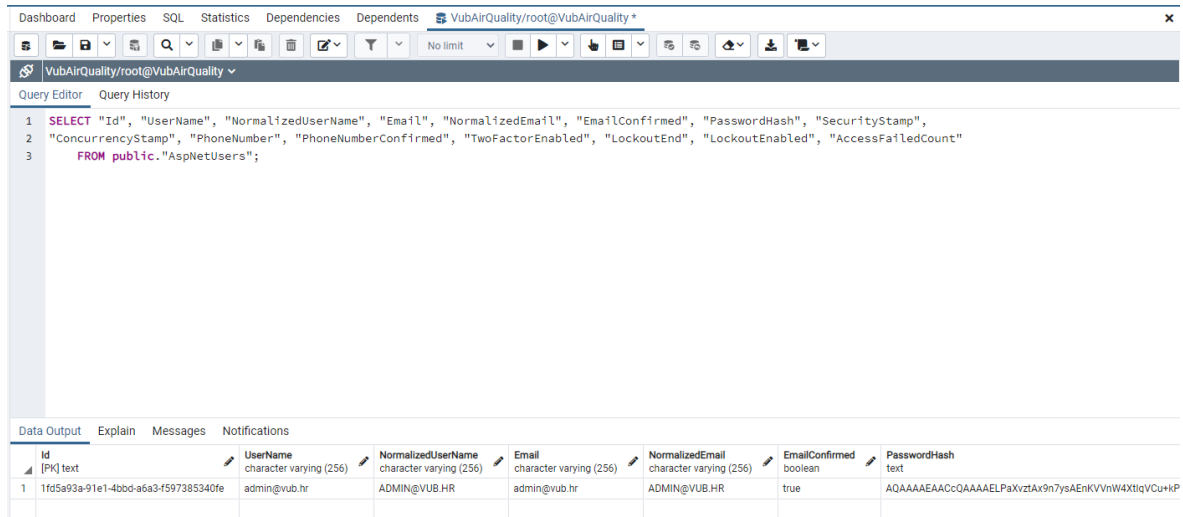 Dashboard Properties SQL Statistics Dependencies Dependents VubAirQuality/root@VubAirQuality *
No limit
VubAirQuality/root@VubAirQuality
Query Editor Query History
1 SELECT "Id", "UserName", "NormalizedUserName", "Email", "NormalizedEmail", "EmailConfirmed", "PasswordHash", "SecurityStamp",
2 "ConcurrencyStamp", "PhoneNumber", "PhoneNumberConfirmed", "TwoFactorEnabled", "LockoutEnd", "LockoutEnabled", "AccessFailedCount"
3 FROM public."AspNetUsers";
Data Output Explain Messages Notifications
Id UserName NormalizedUserName Email NormalizedEmail EmailConfirmed PasswordHash
[PK] text character varying (256) character varying (256) character varying (256) character varying (256) boolean text
1 1fd5a93a-91e1-4bbd-a6a3-f597385340fe admin@vub.hr ADMIN@VUB.HR admin@vub.hr ADMIN@VUB.HR true